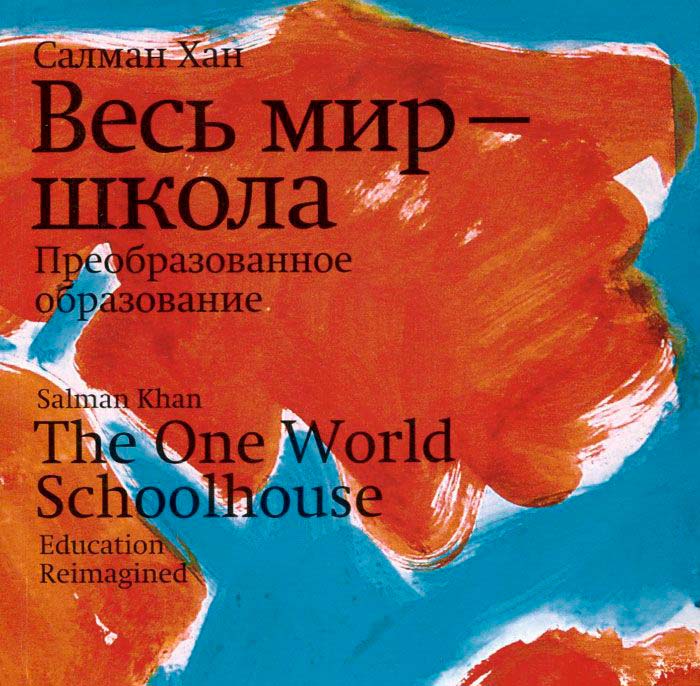 Салман Хан
Весь мир –
школа
Преобразованное
образование
Salman Khan
The One World
Schoolhouse
Education
Reimagined